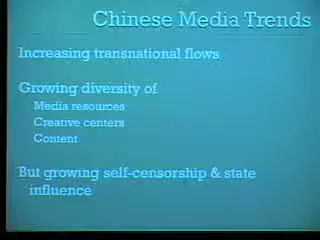 Chinese Media Trends
Increasing transnational flows
Growing diversity of
Media resources
Creative centers
Content
But growing self-censorship & state
influence